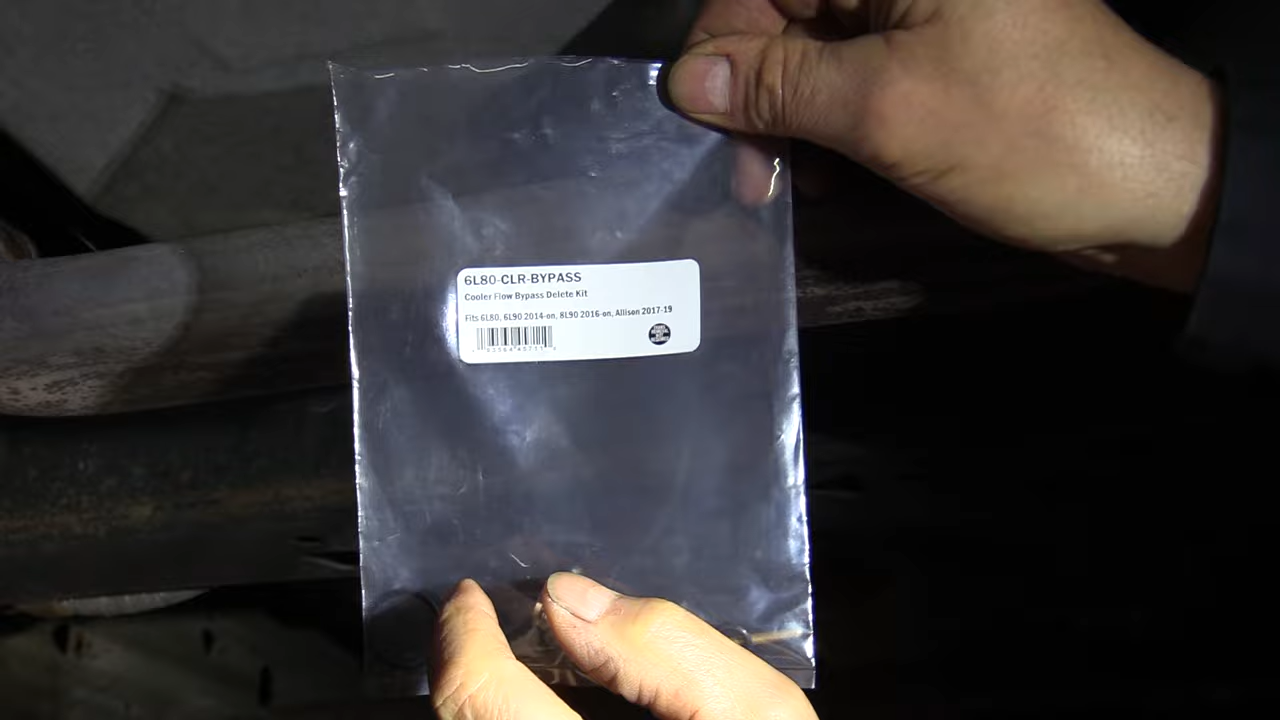 6L80-CLR-BYPASS
Cooler Flow Bypass Delete Kit
Fits 6L80, 6L90 2014-on, 8L90 2016-on, Allison 2017-19